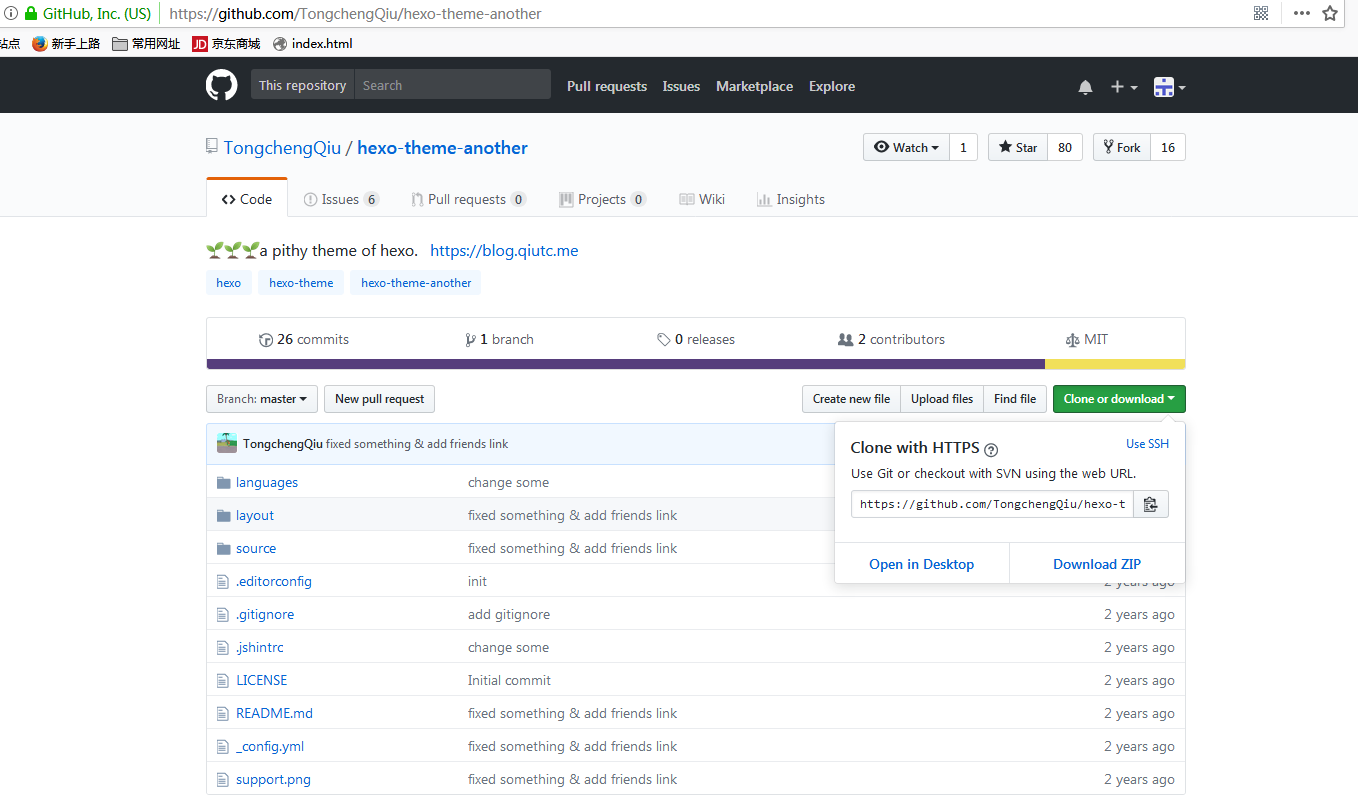 GitHub, Inc. (US) https://github.com/TongchengQiu/hexo-theme-another
站点 新手上路 常用网址 JD 京东商城 index.html
This repository Search Pull requests Issues Marketplace Explore
TongchengQiu / hexo-theme-another Watch 1 Star 80 Fork 16
Code Issues 6 Pull requests 0 Projects 0 Wiki Insights
a pithy theme of hexo. https://blog.qiutc.me
hexo hexo-theme hexo-theme-another
26 commits 1 branch 0 releases 2 contributors MIT
Branch: master New pull request Create new file Upload files Find file Clone or download
TongchengQiu fixed something & add friends link
Clone with HTTPS Use SSH
Use Git or checkout with SVN using the web URL.
https://github.com/TongchengQiu/hexo-t
Open in Desktop Download ZIP
languages change some
layout fixed something & add friends link
source fixed something & add friends link
.editorconfig init 2 years ago
.gitignore add gitignore 2 years ago
.jshintrc change some 2 years ago
LICENSE Initial commit 2 years ago
README.md fixed something & add friends link 2 years ago
_config.yml fixed something & add friends link 2 years ago
support.png fixed something & add friends link 2 years ago